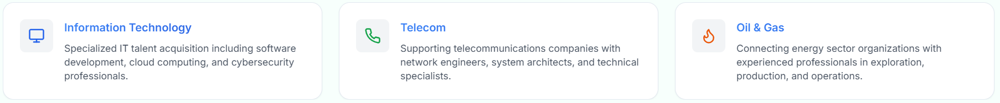 Information Technology
Specialized IT talent acquisition including software
development, cloud computing, and cybersecurity
professionals.
Telecom
Supporting telecommunications companies with
network engineers, system architects, and technical
specialists.
Oil & Gas
Connecting energy sector organizations with
experienced professionals in exploration,
production, and operations.